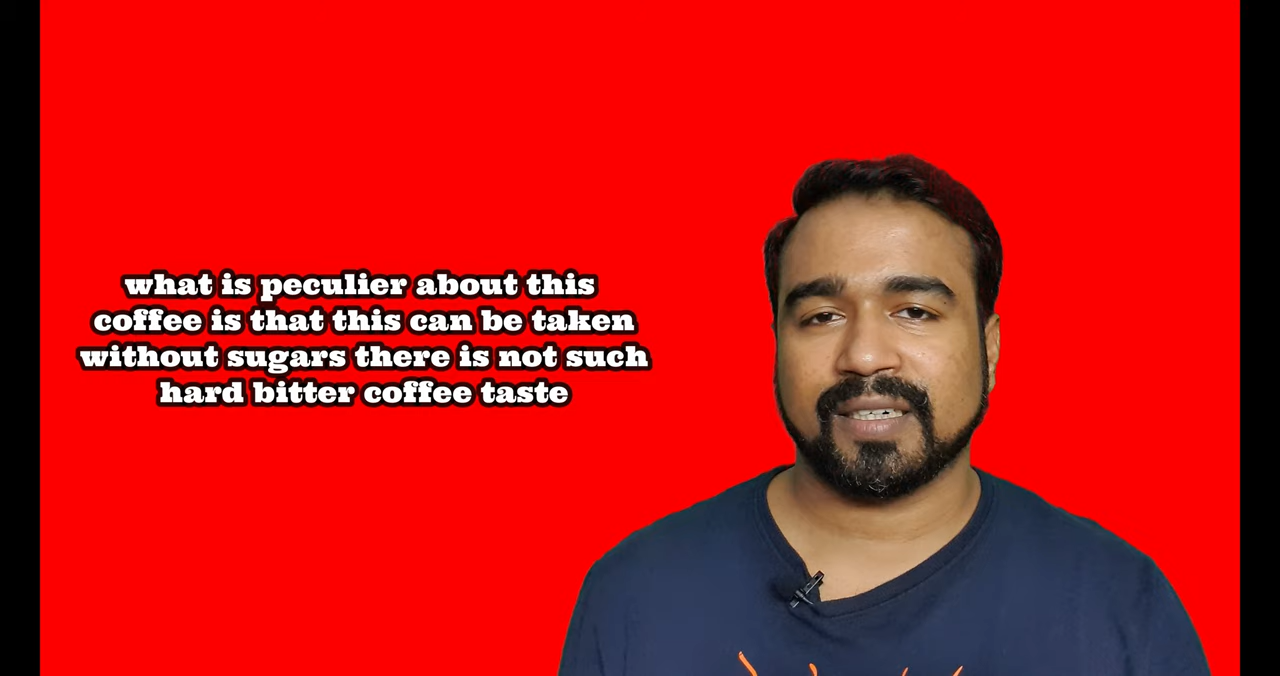 what is peculier about this
coffee is that this can be taken
without sugars there is not such
hard bitter coffee taste